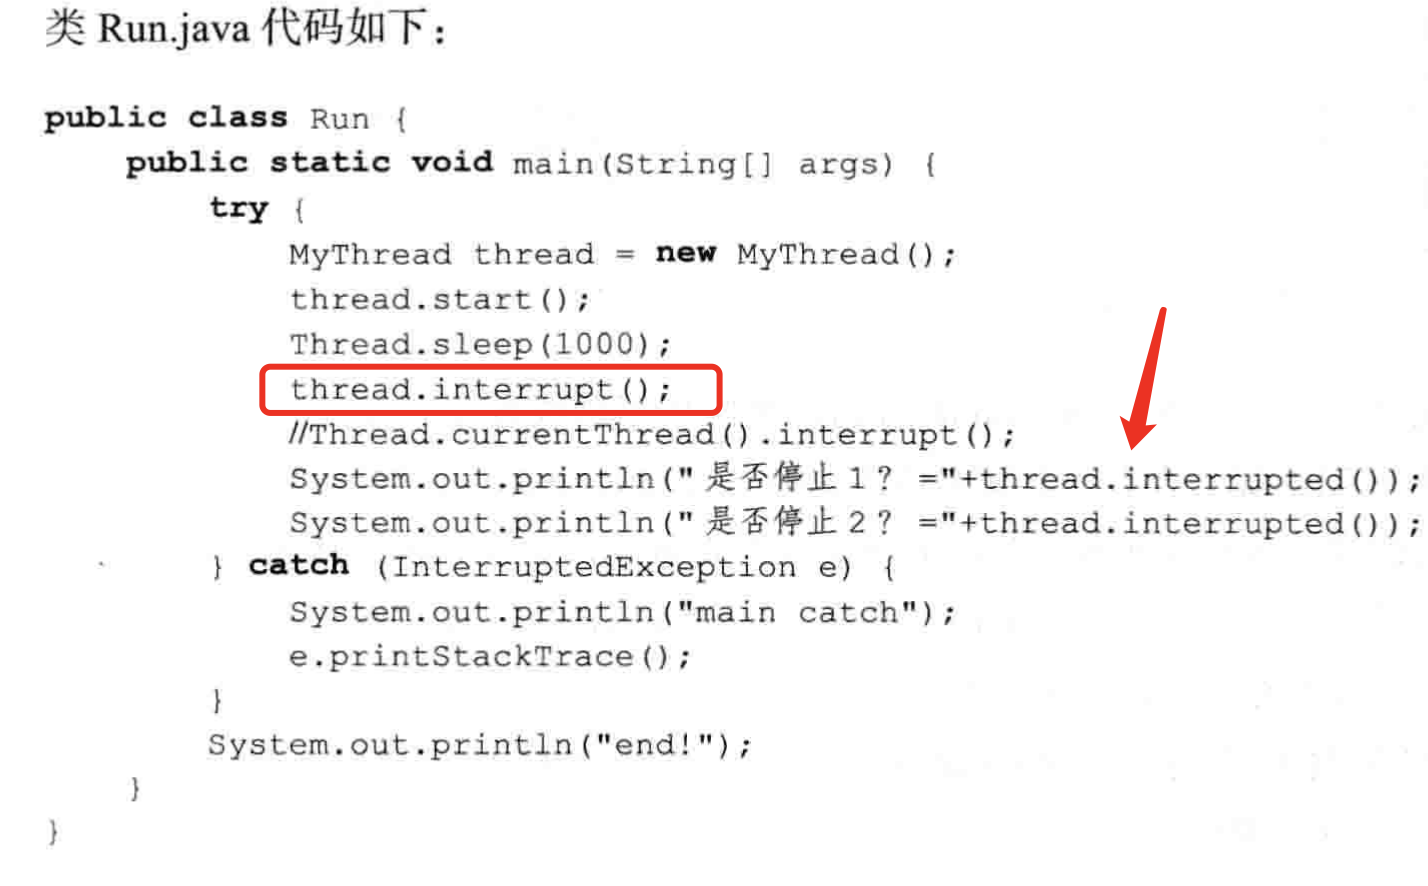 类 Run.java 代码如下：
public class Run {
public static void main(String[] args) {
try {
MyThread thread = new MyThread();
thread.start();
Thread.sleep(1000);
thread.interrupt();
//Thread.currentThread().interrupt();
System.out.println("是否停止1？ ="+thread.interrupted());
System.out.println("是否停止2？ ="+thread.interrupted());
} catch (InterruptedException e) {
System.out.println("main catch");
e.printStackTrace();
}
System.out.println("end!");
}
}